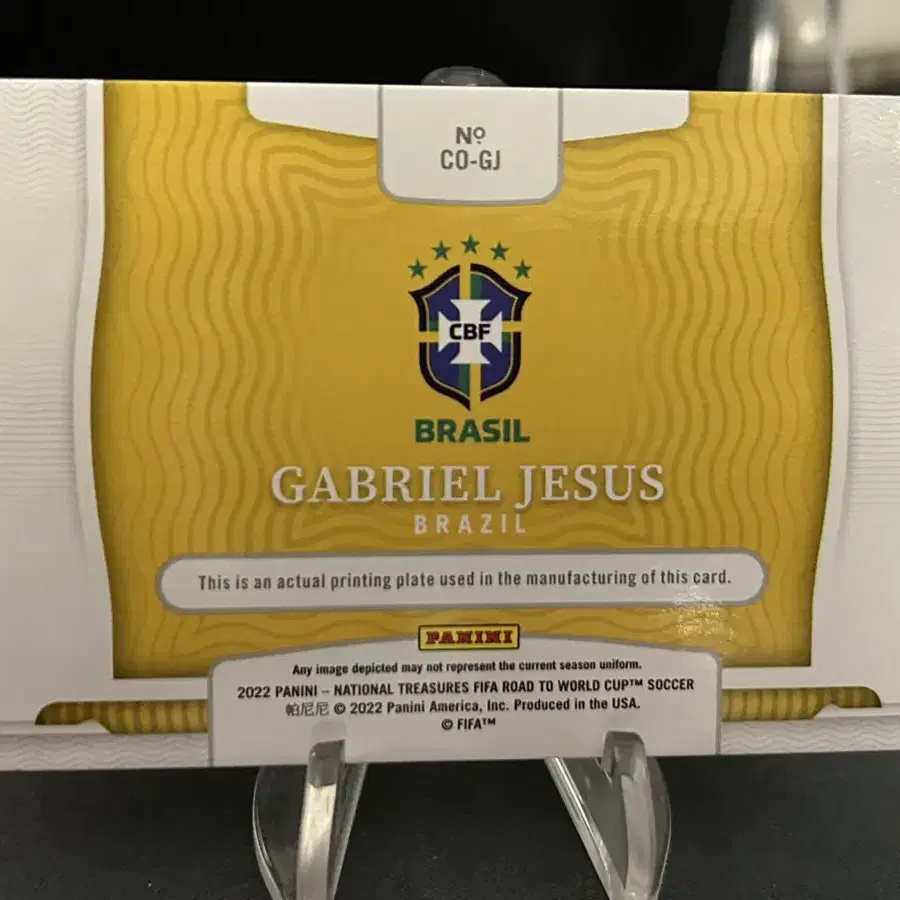 Nº
CO-GJ
CBF
BRASIL
GABRIEL JESUS
BRAZIL
This is an actual printing plate used in the manufacturing of this card.
PANINI
Any image depicted may not represent the current season uniform.
2022 PANINI – NATIONAL TREASURES FIFA ROAD TO WORLD CUP™ SOCCER
帕尼尼 © 2022 Panini America, Inc. Produced in the USA.
© FIFA™